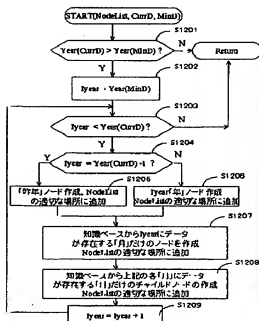 START(NodeList, CurrD, MinD)
S1201
Year(CurrD) > Year(MinD) ?
N
Return
Y
S1202
Iyear - Year(MinD)
S1203
Iyear < Year(CurrD) ?
N
Y
S1204
Iyear = Year(CurrD) -1 ?
Y
N
S1205
S1206
「昨年」ノード作成。NodeList
の適切な場所に追加
Iyear「年」ノード作成
NodeListの適切な場所に追加
S1207
知識ベースからIyearにデータ
が存在する「月」だけのノードを作成
NodeListの適切な場所に追加
S1208
知識ベースから上記の各「月」にデータ
が存在する「日」だけのチャイルドノードの作成
NodeListの適切な場所に追加
S1209
Iyear = Iyear + 1